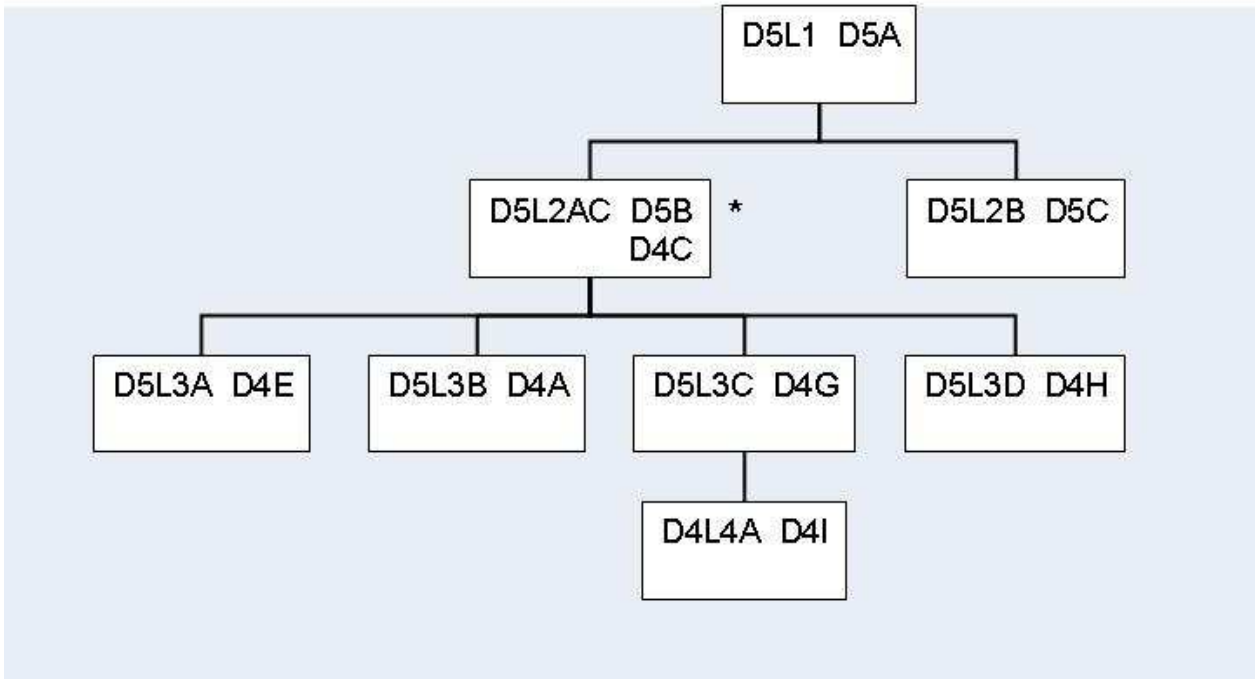 D5L1 D5A
D5L2AC D5B *
D4C
D5L2B D5C
D5L3A D4E
D5L3B D4A
D5L3C D4G
D5L3D D4H
D4L4A D4I